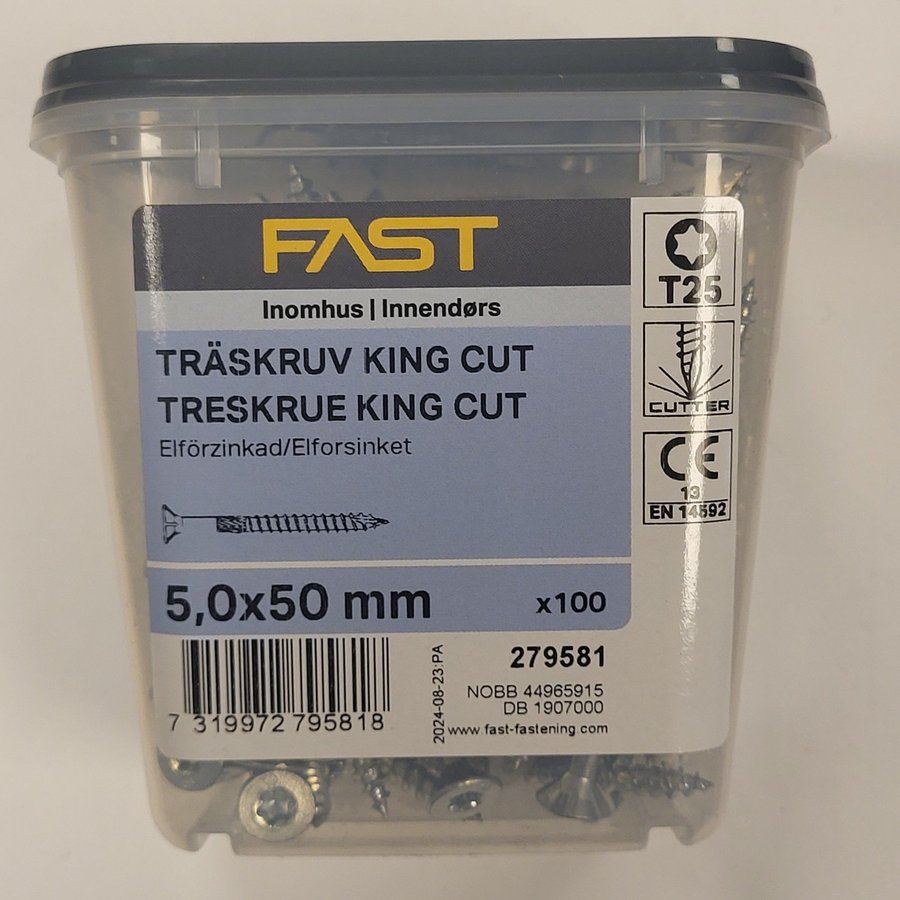 FAST
Inomhus | Innendørs
TRÄSKRUV KING CUT
TRESKRUE KING CUT
Elförzinkad/Elforsinket
5,0x50 mm
x100
T25
CUTTER
CE
13
EN 14592
7 319972 795818
2024-08-23:PA
279581
NOBB 44965915
DB 1907000
www.fast-fastening.com